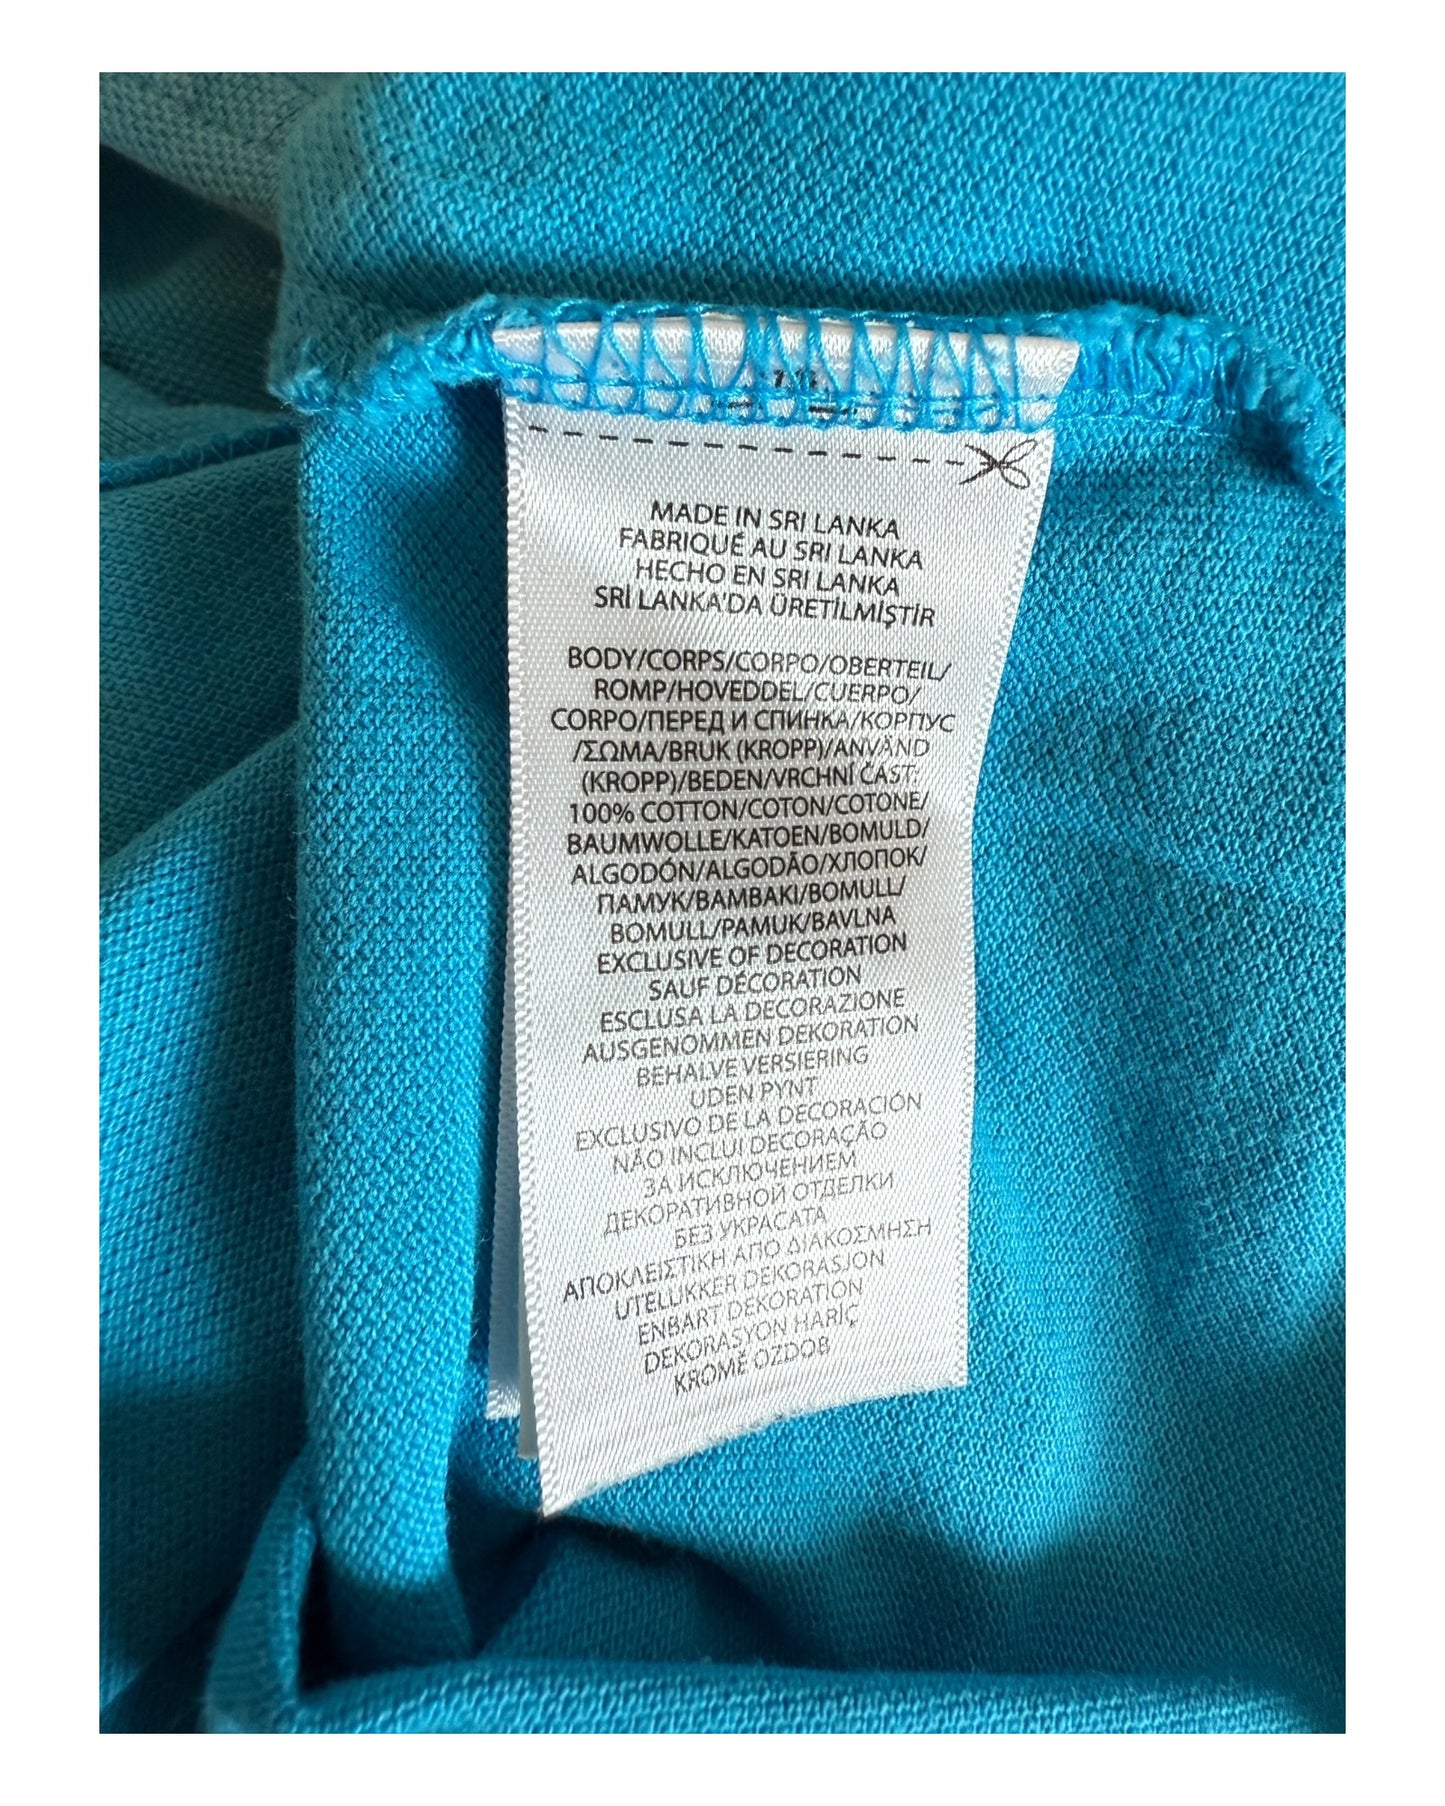 MADE IN SRI LANKA
FABRIQUÉ AU SRI LANKA
HECHO EN SRI LANKA
SRİ LANKA'DA ÜRETİLMİŞTİR
BODY/CORPS/CORPO/OBERTEIL/
ROMP/HOVEDDEL/CUERPO/
CORPO/ПЕРЕД И СПИНКА/КОРПУС
/ΣΩΜΑ/BRUK (KROPP)/ANVÄND
(KROPP)/BEDEN/VRCHNÍ ČAST:
100% COTTON/COTON/COTONE/
BAUMWOLLE/KATOEN/BOMULD/
ALGODÓN/ALGODÃO/ХЛОПОК/
ПАМУК/ΒΑΜΒΑΚΙ/BOMULL/
BOMULL/PAMUK/BAVLNA
EXCLUSIVE OF DECORATION
SAUF DÉCORATION
ESCLUSA LA DECORAZIONE
AUSGENOMMEN DEKORATION
BEHALVE VERSIERING
UDEN PYNT
EXCLUSIVO DE LA DECORACIÓN
NÃO INCLUI DECORAÇÃO
ЗА ИСКЛЮЧЕНИЕМ
ДЕКОРАТИВНОЙ ОТДЕЛКИ
БЕЗ УКРАСАТА
ΑΠΟΚΛΕΙΣΤΙΚΗ ΑΠΟ ΔΙΑΚΟΣΜΗΣΗ
UTELUKKER DEKORASJON
ENBART DEKORATION
DEKORASYON HARİÇ
KROMĚ OZDOB